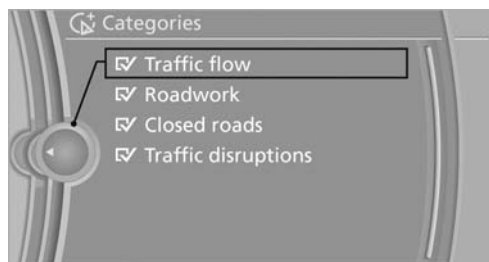 Categories
Traffic flow
Roadwork
Closed roads
Traffic disruptions